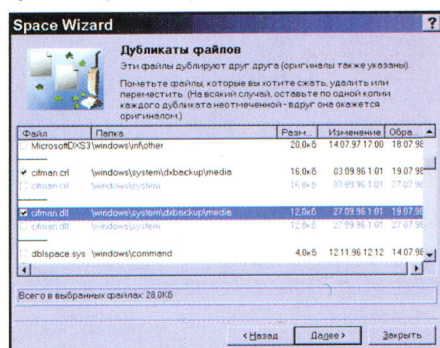 Space Wizard ?
Дубликаты файлов
Эти файлы дублируют друг друга (оригиналы также указаны).
Пометьте файлы, которые вы хотите сжать, удалить или
переместить. (На всякий случай, оставьте по одной копии
каждого дубликата неотмеченной - вдруг она окажется
оригиналом.)
Файл Папка Разм... Изменение Обра...
MicrosoftDXS3 \windows\inf\other 20.0кб 14.07.97 17:00 18.07.98
cifman.crl \windows\system\dxbackup\media 16.0кб 03.09.96 1:01 19.07.98
cifman.crl \windows\system 16.0кб 03.09.96 1:01 27.07.98
cifman.dll \windows\system\dxbackup\media 12.0кб 27.09.96 1:01 19.07.98
cifman.dll \windows\system 12.0кб 27.09.96 1:01 27.07.98
dblspace.sys \windows\command 4.0кб 12.11.96 12:12 14.07.98
Всего в выбранных файлах: 28.0Кб
< Назад Далее > Закрыть